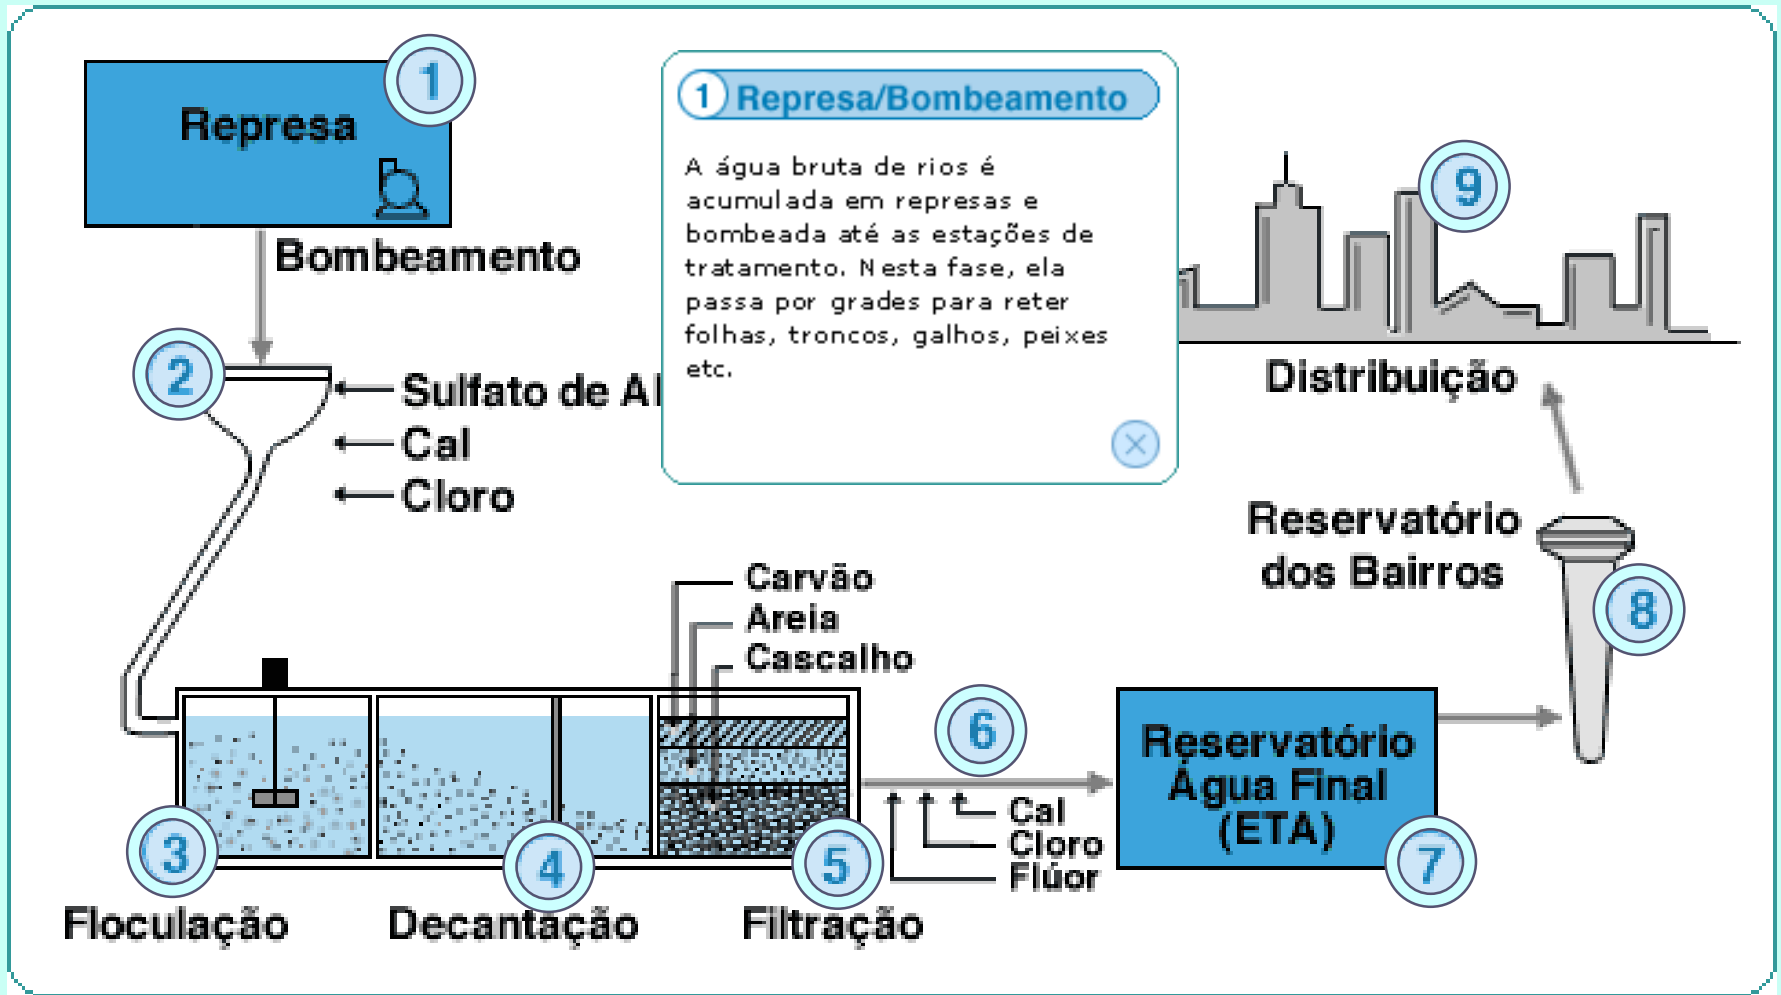 1
Represa
Bombeamento
2
Sulfato de Al
Cal
Cloro
1 Represa/Bombeamento
A água bruta de rios é
acumulada em represas e
bombeada até as estações de
tratamento. Nesta fase, ela
passa por grades para reter
folhas, troncos, galhos, peixes
etc.
9
Distribuição
Reservatório
dos Bairros
8
Carvão
Areia
Cascalho
3
4
5
Floculação
Decantação
Filtração
6
Cal
Cloro
Flúor
Reservatório
Água Final
(ETA)
7